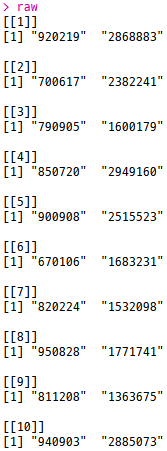 > raw
[[1]]
[1] "920219"  "2868883"
[[2]]
[1] "700617"  "2382241"
[[3]]
[1] "790905"  "1600179"
[[4]]
[1] "850720"  "2949160"
[[5]]
[1] "900908"  "2515523"
[[6]]
[1] "670106"  "1683231"
[[7]]
[1] "820224"  "1532098"
[[8]]
[1] "950828"  "1771741"
[[9]]
[1] "811208"  "1363675"
[[10]]
[1] "940903"  "2885073"